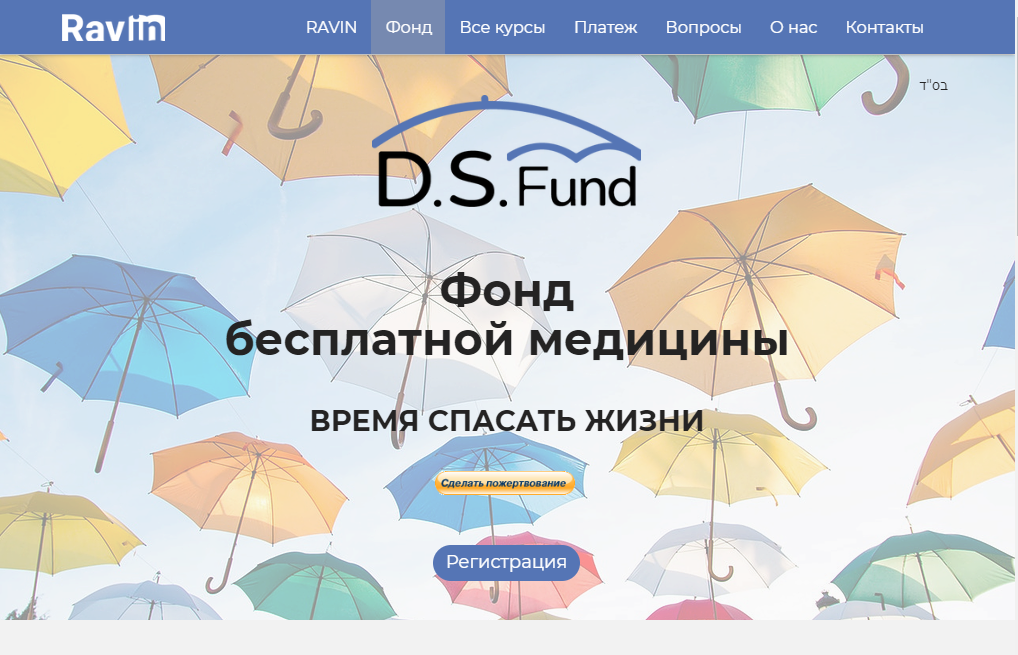 Ravin
RAVIN Фонд Все курсы Платеж Вопросы О нас Контакты
בס"ד
D.S. Fund
Фонд
бесплатной медицины
ВРЕМЯ СПАСАТЬ ЖИЗНИ
Сделать пожертвование
Регистрация